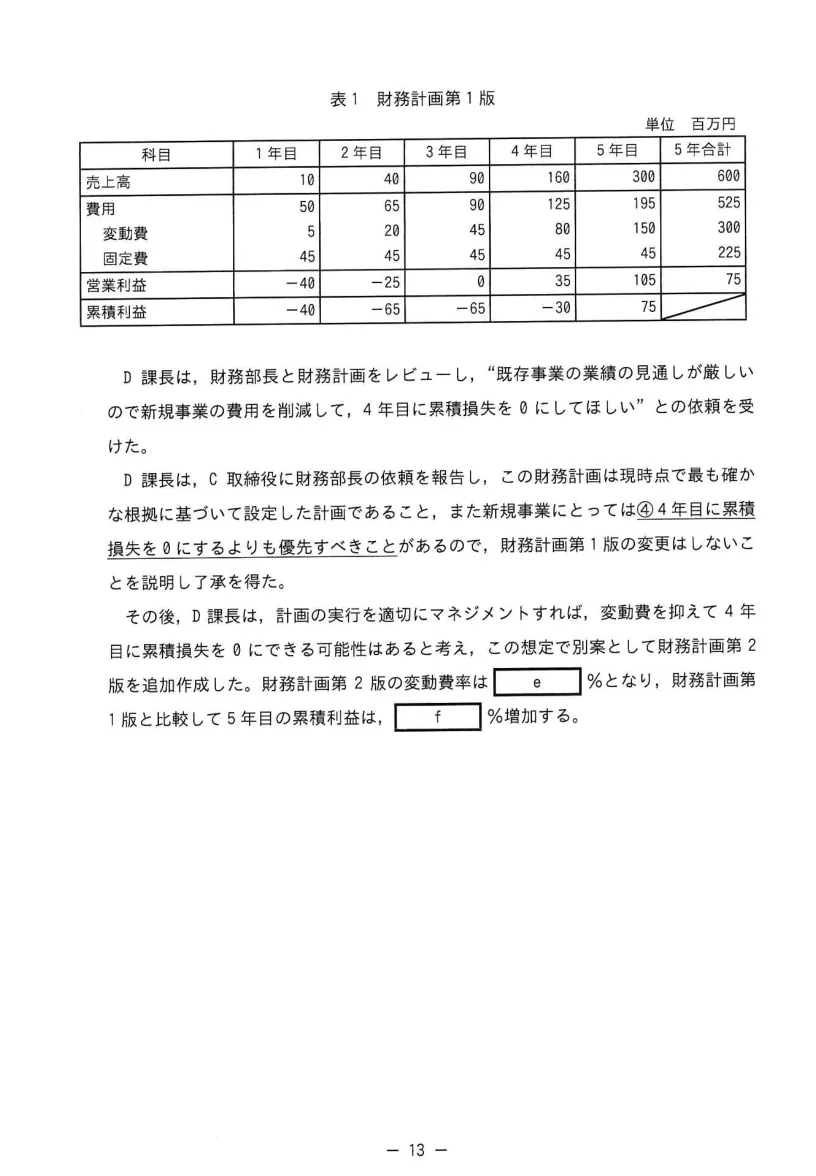 表1 財務計画第1版
単位 百万円
科目 1年目 2年目 3年目 4年目 5年目 5年合計
売上高 10 40 90 160 300 600
費用 50 65 90 125 195 525
変動費 5 20 45 80 150 300
固定費 45 45 45 45 45 225
営業利益 −40 −25 0 35 105 75
累積利益 −40 −65 −65 −30 75
D 課長は，財務部長と財務計画をレビューし，“既存事業の業績の見通しが厳しい
ので新規事業の費用を削減して，4 年目に累積損失を 0 にしてほしい” との依頼を受
けた。
D 課長は，C 取締役に財務部長の依頼を報告し，この財務計画は現時点で最も確か
な根拠に基づいて設定した計画であること，また新規事業にとっては④4 年目に累積
損失を 0 にするよりも優先すべきことがあるので，財務計画第 1 版の変更はしないこ
とを説明し了承を得た。
その後，D 課長は，計画の実行を適切にマネジメントすれば，変動費を抑えて 4 年
目に累積損失を 0 にできる可能性はあると考え，この想定で別案として財務計画第 2
版を追加作成した。財務計画第 2 版の変動費率は e %となり，財務計画第
1 版と比較して 5 年目の累積利益は， f %増加する。
− 13 −